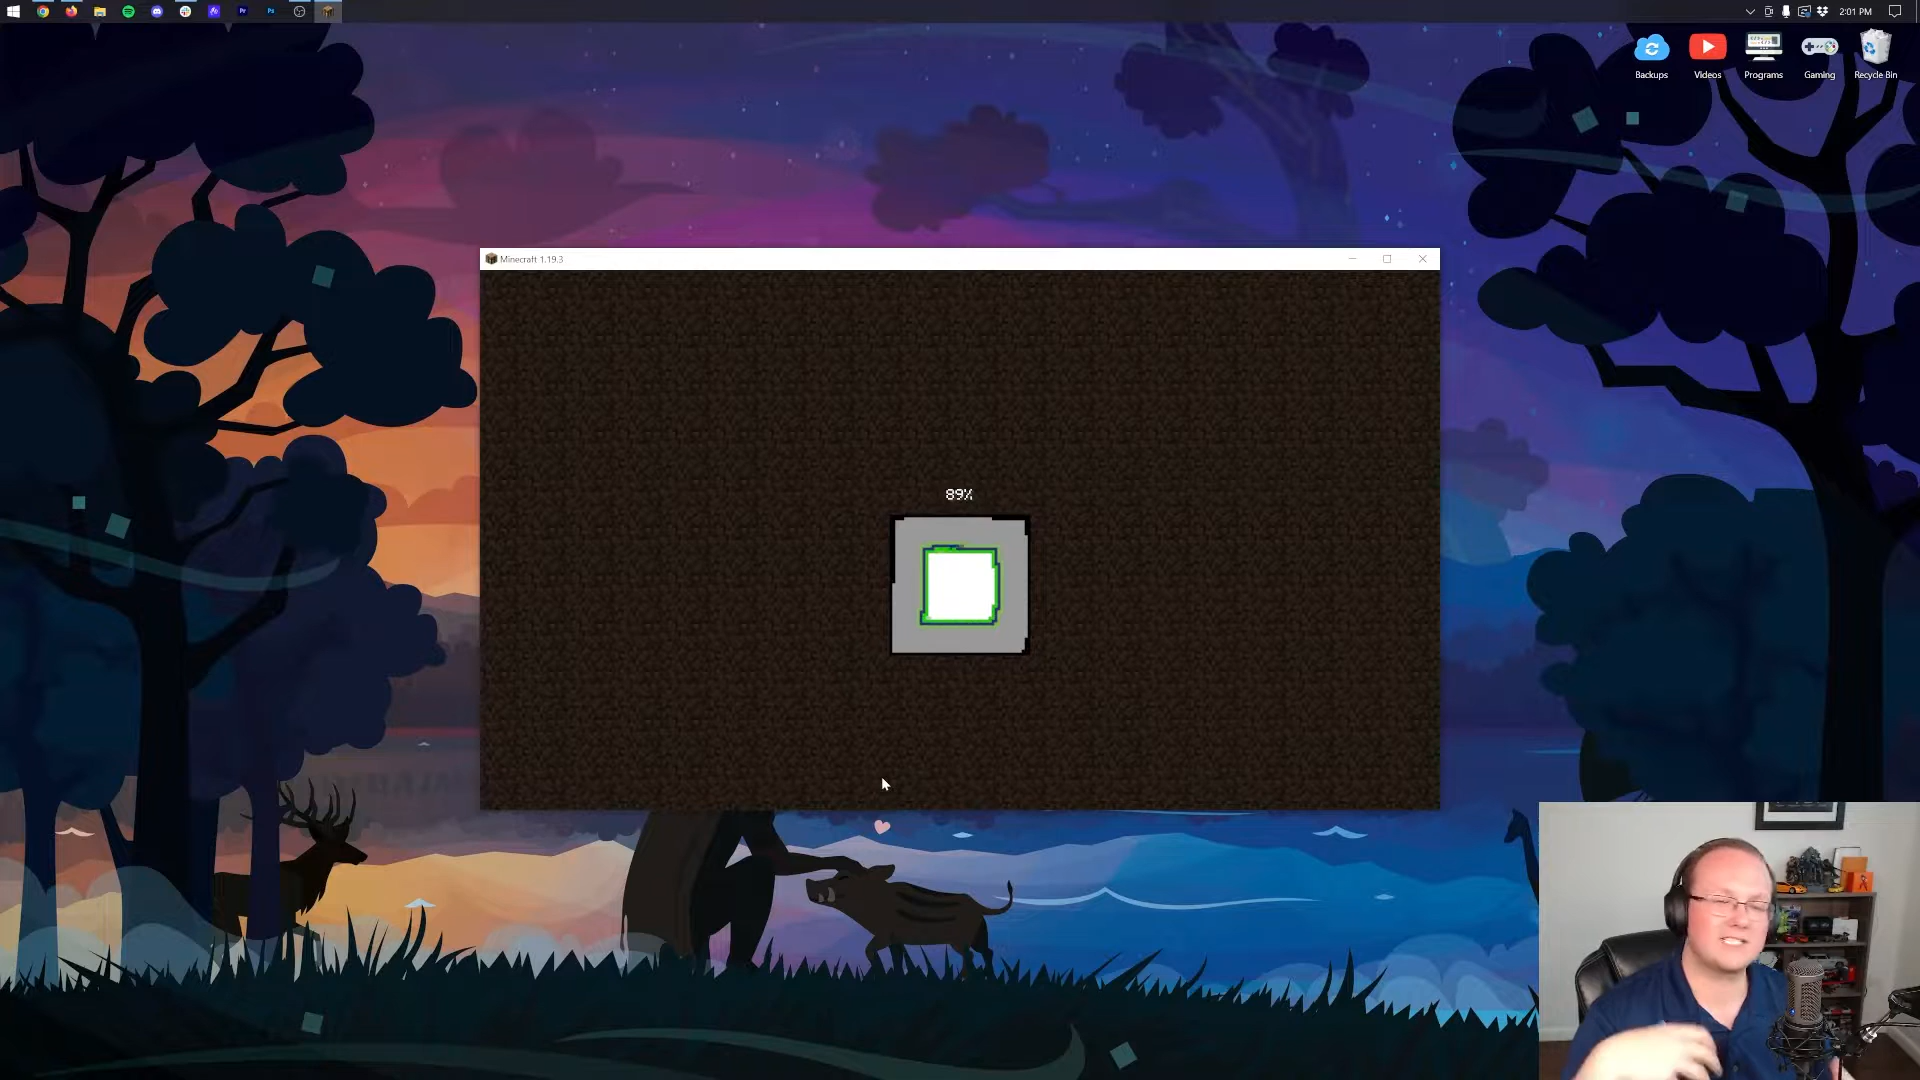 2:01 PM
Backups
Videos
Programs
Gaming
Recycle Bin
Minecraft 1.19.3
89%